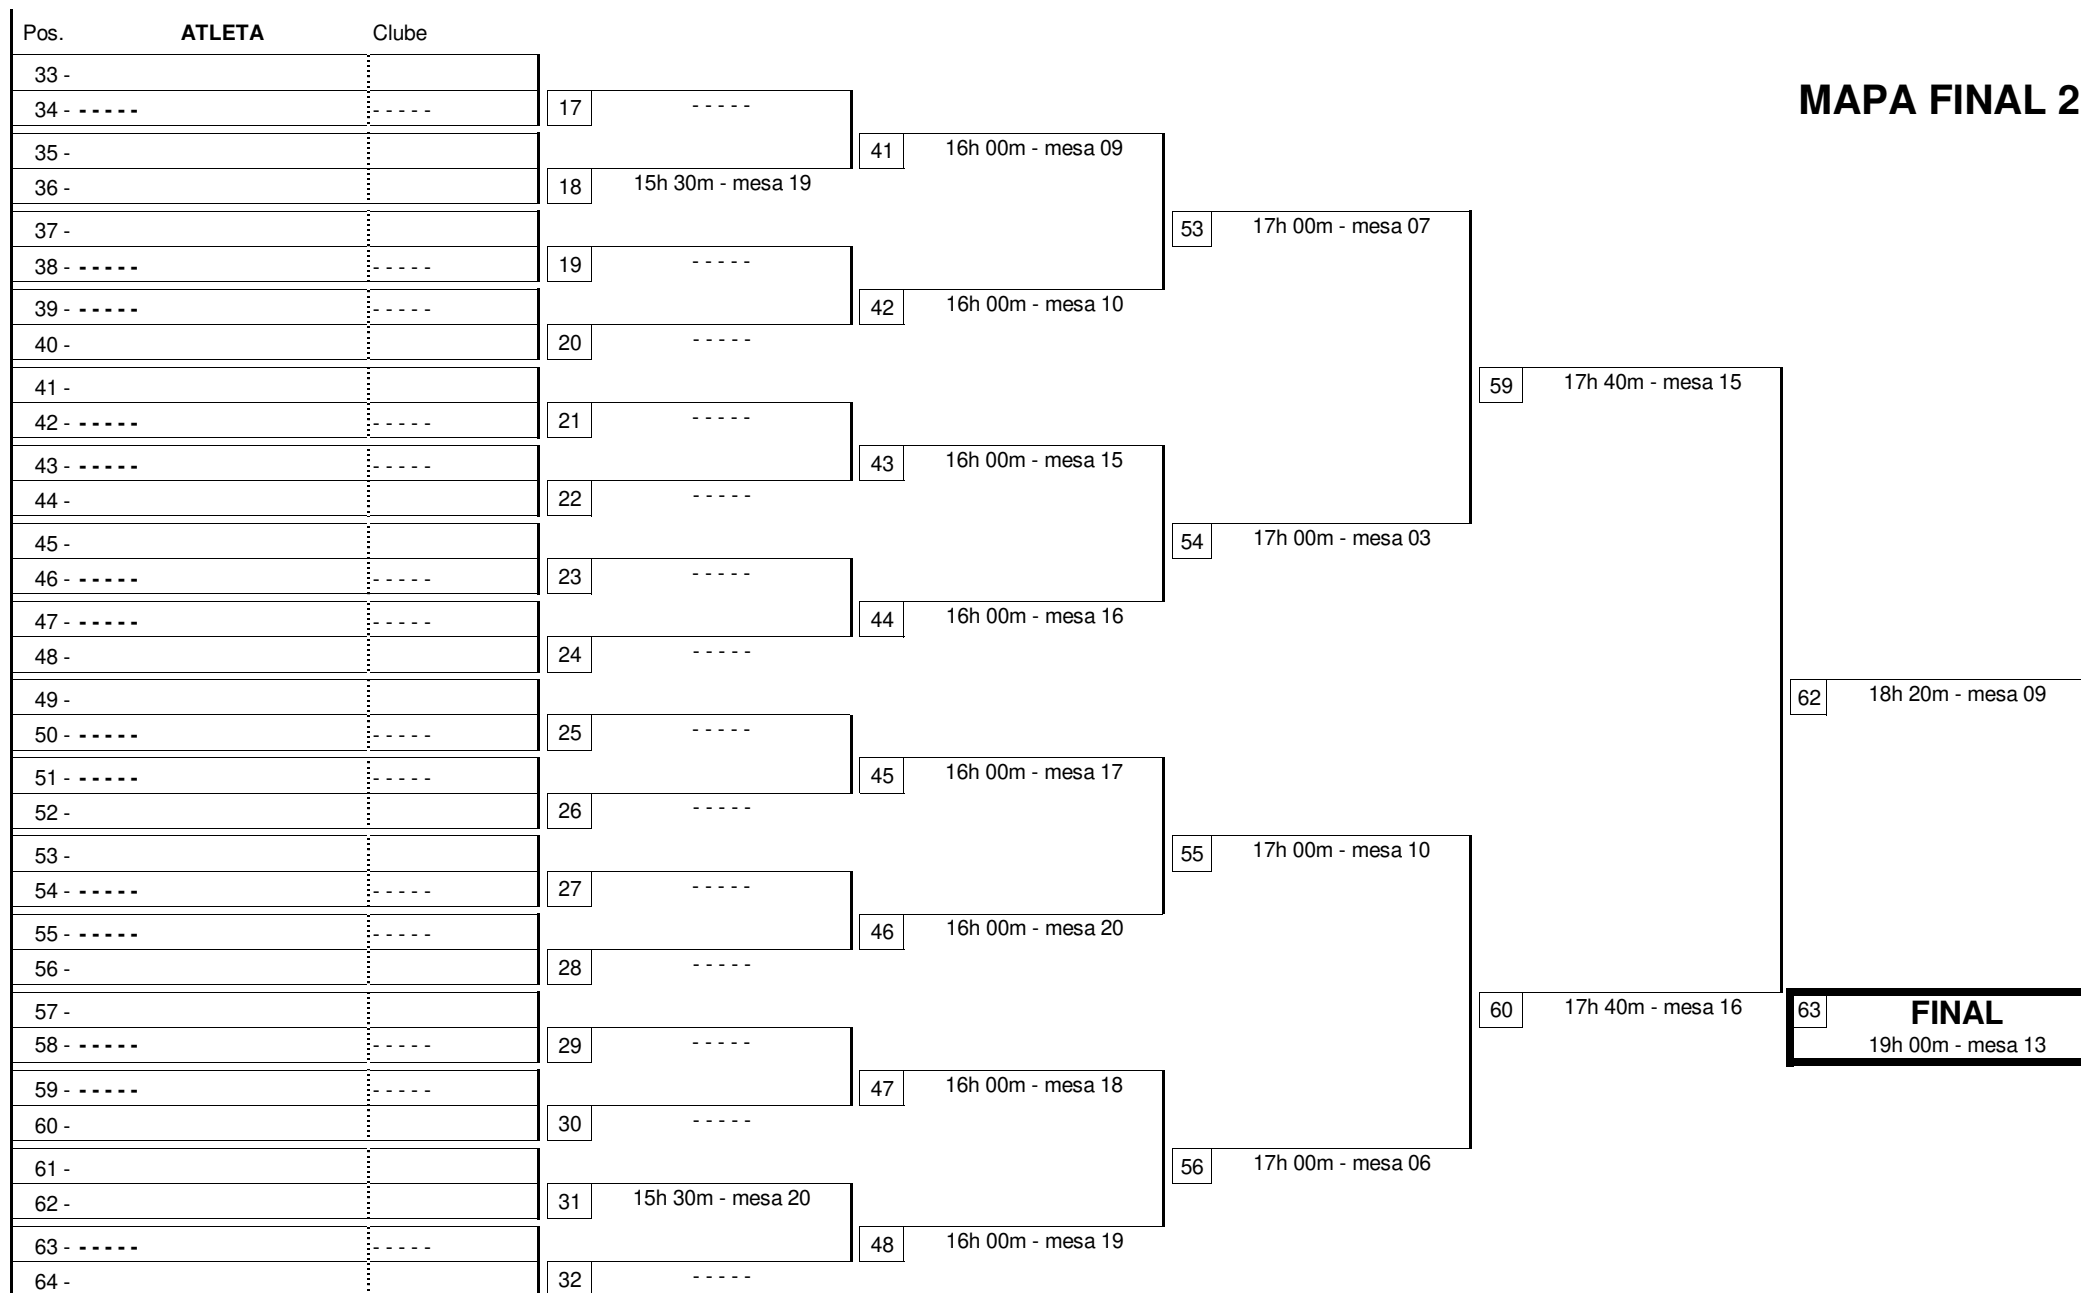 Pos. ATLETA Clube
MAPA FINAL 2
33 -
34 - - - - - - - - - - - 17 - - - - -
35 - 41 16h 00m - mesa 09
36 - 18 15h 30m - mesa 19
37 - 53 17h 00m - mesa 07
38 - - - - - - - - - - - 19 - - - - -
39 - - - - - - - - - - - 42 16h 00m - mesa 10
40 - 20 - - - - -
41 - 59 17h 40m - mesa 15
42 - - - - - - - - - - - 21 - - - - -
43 - - - - - - - - - - - 43 16h 00m - mesa 15
44 - 22 - - - - -
45 - 54 17h 00m - mesa 03
46 - - - - - - - - - - - 23 - - - - -
47 - - - - - - - - - - - 44 16h 00m - mesa 16
48 - 24 - - - - -
49 - 62 18h 20m - mesa 09
50 - - - - - - - - - - - 25 - - - - -
51 - - - - - - - - - - - 45 16h 00m - mesa 17
52 - 26 - - - - -
53 - 55 17h 00m - mesa 10
54 - - - - - - - - - - - 27 - - - - -
55 - - - - - - - - - - - 46 16h 00m - mesa 20
56 - 28 - - - - -
57 - 60 17h 40m - mesa 16 63 FINAL
58 - - - - - - - - - - - 29 - - - - - 19h 00m - mesa 13
59 - - - - - - - - - - - 47 16h 00m - mesa 18
60 - 30 - - - - -
61 - 56 17h 00m - mesa 06
62 - 31 15h 30m - mesa 20
63 - - - - - - - - - - - 48 16h 00m - mesa 19
64 - 32 - - - - -